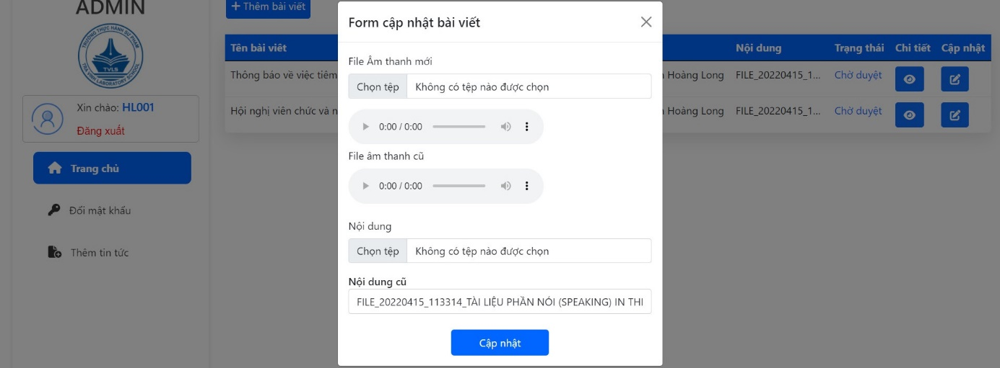 ADMIN
TRƯỜNG THỰC HÀNH SƯ PHẠM
TVLS
TRA VINH LABORATORY SCHOOL
Xin chào: HL001
Đăng xuất
Trang chủ
Đổi mật khẩu
Thêm tin tức
+ Thêm bài viết
Tên bài viết Nội dung Trạng thái Chi tiết Cập nhật
Thông báo về việc tiêm Hoàng Long FILE_20220415_1... Chờ duyệt
Hội nghị viên chức và n Hoàng Long FILE_20220415_1... Chờ duyệt
Form cập nhật bài viết
File Âm thanh mới
Chọn tệp Không có tệp nào được chọn
0:00 / 0:00
File âm thanh cũ
0:00 / 0:00
Nội dung
Chọn tệp Không có tệp nào được chọn
Nội dung cũ
FILE_20220415_113314_TÀI LIỆU PHẦN NÓI (SPEAKING) IN THI
Cập nhật